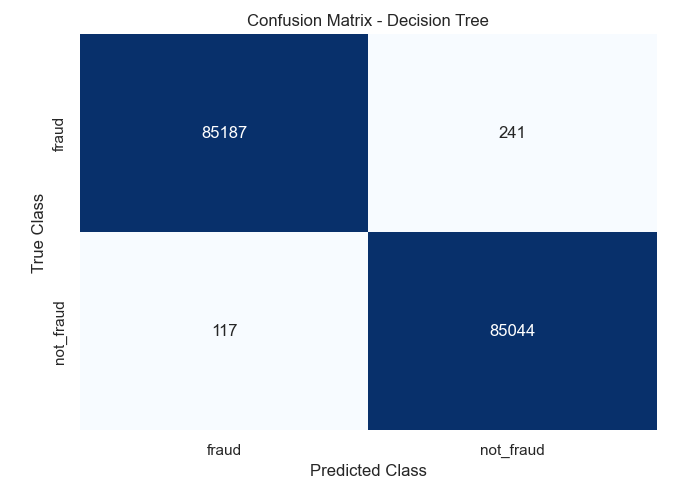 Confusion Matrix - Decision Tree
True Class
fraud
85187
241
not_fraud
117
85044
fraud
not_fraud
Predicted Class